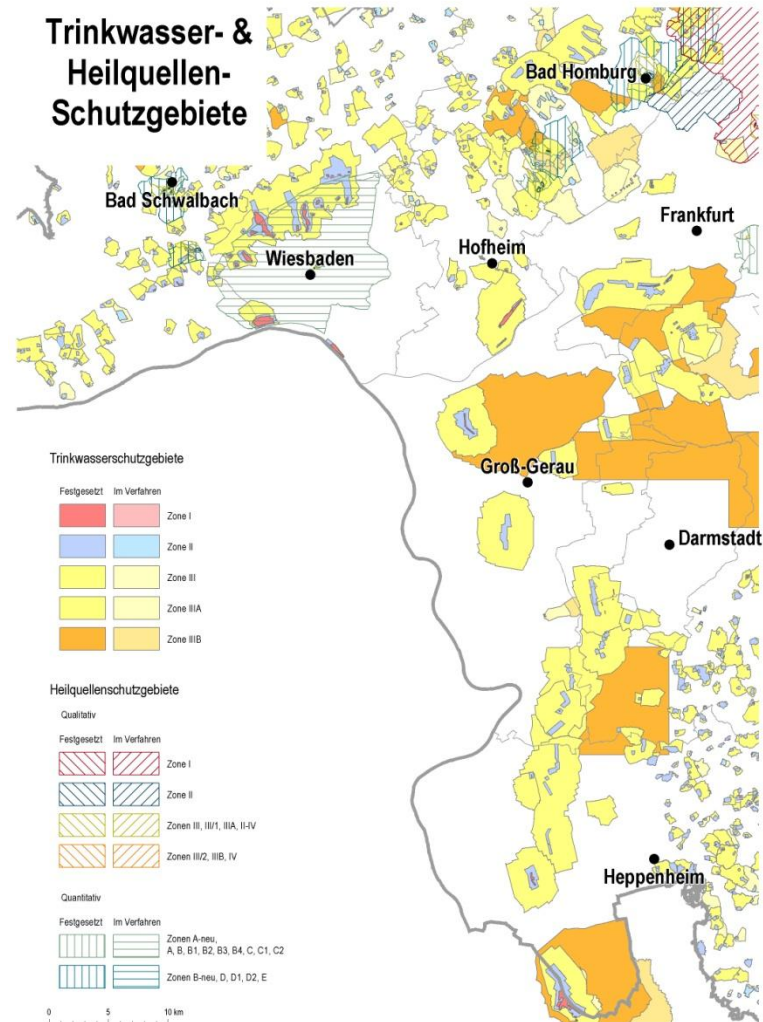 Trinkwasser- &
Heilquellen-
Schutzgebiete
Bad Homburg
Bad Schwalbach
Frankfurt
Hofheim
Wiesbaden
Groß-Gerau
Darmstadt
Heppenheim
Trinkwasserschutzgebiete
Festgesetzt Im Verfahren
Zone I
Zone II
Zone III
Zone IIIA
Zone IIIB
Heilquellenschutzgebiete
Qualitativ
Festgesetzt Im Verfahren
Zone I
Zone II
Zonen III, III/1, IIIA, II-IV
Zonen III/2, IIIB, IV
Quantitativ
Festgesetzt Im Verfahren
Zonen A-neu,
A, B, B1, B2, B3, B4, C, C1, C2
Zonen B-neu, D, D1, D2, E
0 5 10 km